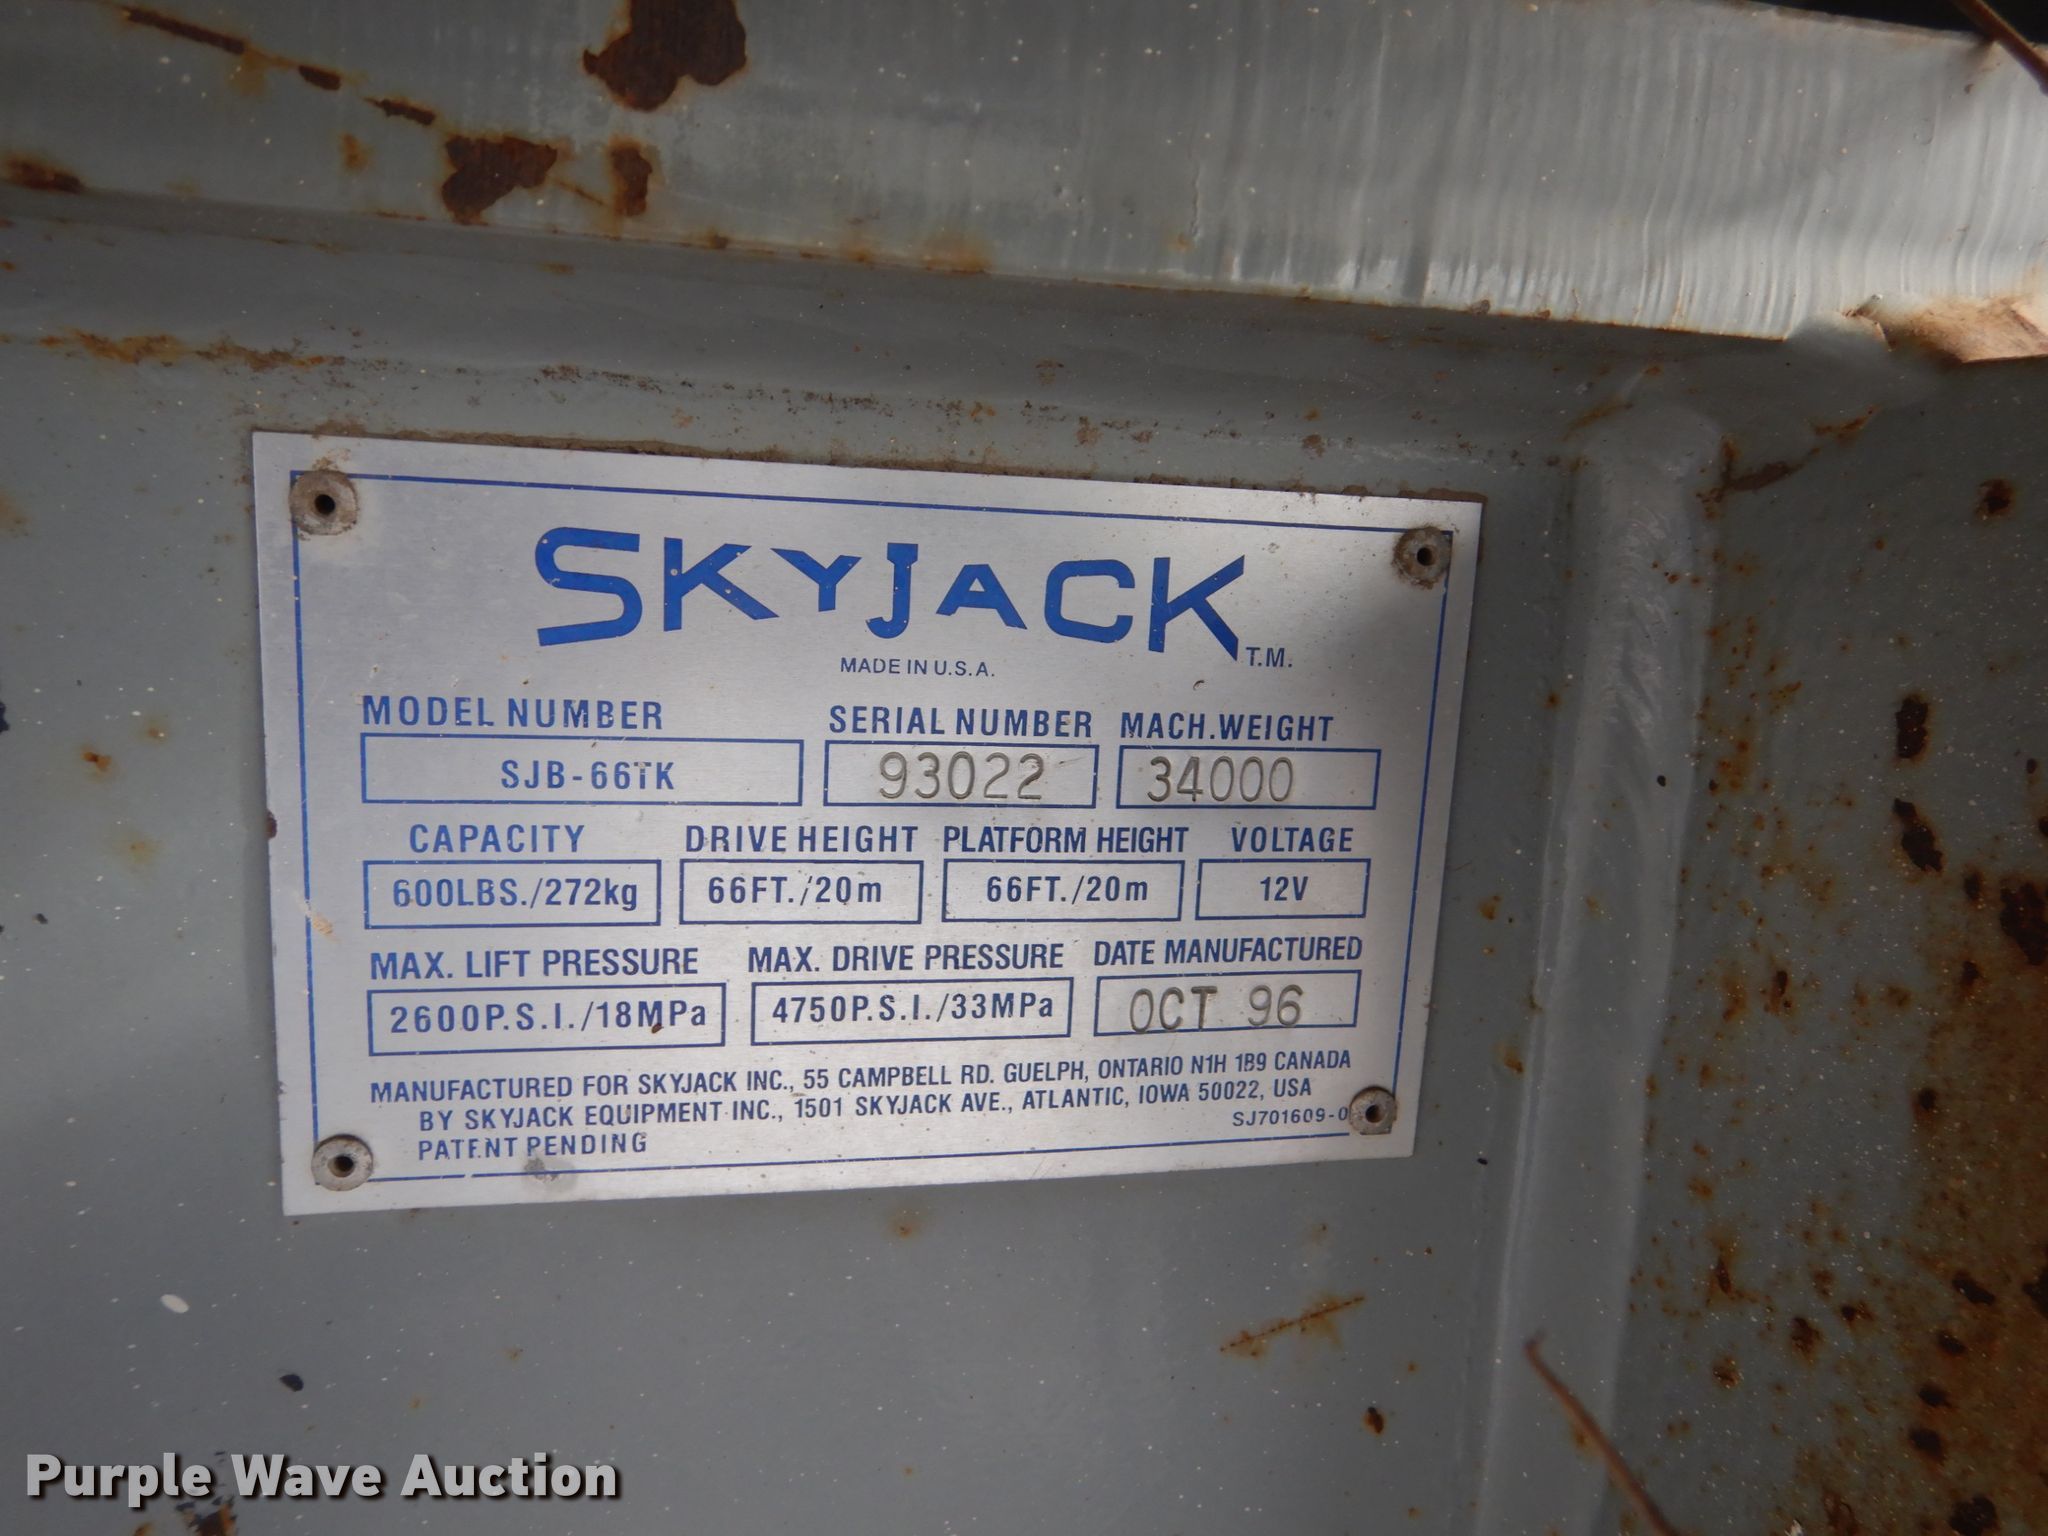 SKYJACK T.M.
MADE IN U.S.A.
MODEL NUMBER SERIAL NUMBER MACH.WEIGHT
SJB-66TK 93022 34000
CAPACITY DRIVE HEIGHT PLATFORM HEIGHT VOLTAGE
600LBS./272kg 66FT./20m 66FT./20m 12V
MAX. LIFT PRESSURE MAX. DRIVE PRESSURE DATE MANUFACTURED
2600P.S.I./18MPa 4750P.S.I./33MPa OCT 96
MANUFACTURED FOR SKYJACK INC., 55 CAMPBELL RD. GUELPH, ONTARIO N1H 1B9 CANADA
BY SKYJACK EQUIPMENT INC., 1501 SKYJACK AVE., ATLANTIC, IOWA 50022, USA
PATENT PENDING
SJ701609-0
Purple Wave Auction